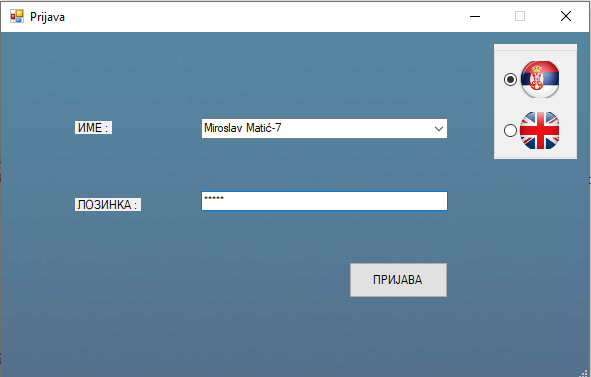 Prijava
ИМЕ :
Miroslav Matić-7
ЛОЗИНКА :
*****
ПРИЈАВА